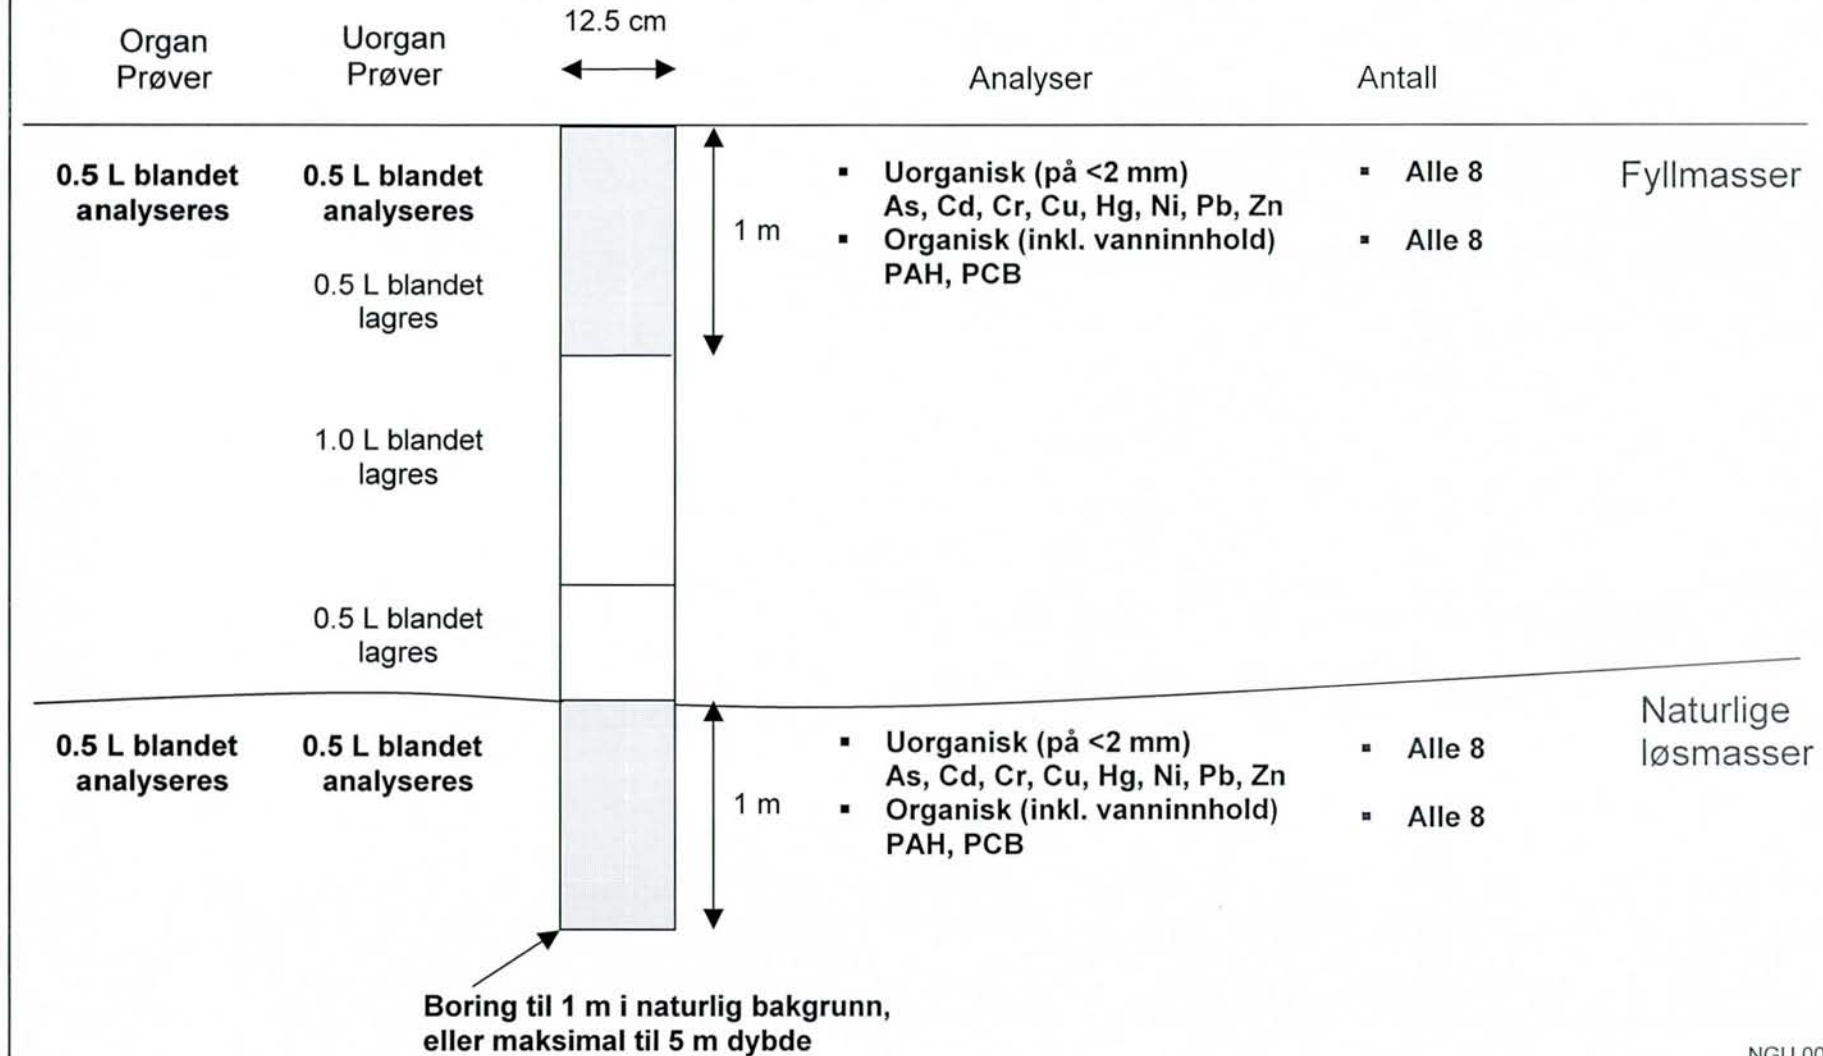 12.5 cm
Organ
Prøver
Uorgan
Prøver
Analyser
Antall
0.5 L blandet
analyseres
0.5 L blandet
analyseres
0.5 L blandet
lagres
1.0 L blandet
lagres
0.5 L blandet
lagres
1 m
▪ Uorganisk (på <2 mm)
As, Cd, Cr, Cu, Hg, Ni, Pb, Zn
▪ Organisk (inkl. vanninnhold)
PAH, PCB
▪ Alle 8
▪ Alle 8
Fyllmasser
0.5 L blandet
analyseres
0.5 L blandet
analyseres
1 m
▪ Uorganisk (på <2 mm)
As, Cd, Cr, Cu, Hg, Ni, Pb, Zn
▪ Organisk (inkl. vanninnhold)
PAH, PCB
▪ Alle 8
▪ Alle 8
Naturlige
løsmasser
Boring til 1 m i naturlig bakgrunn,
eller maksimal til 5 m dybde